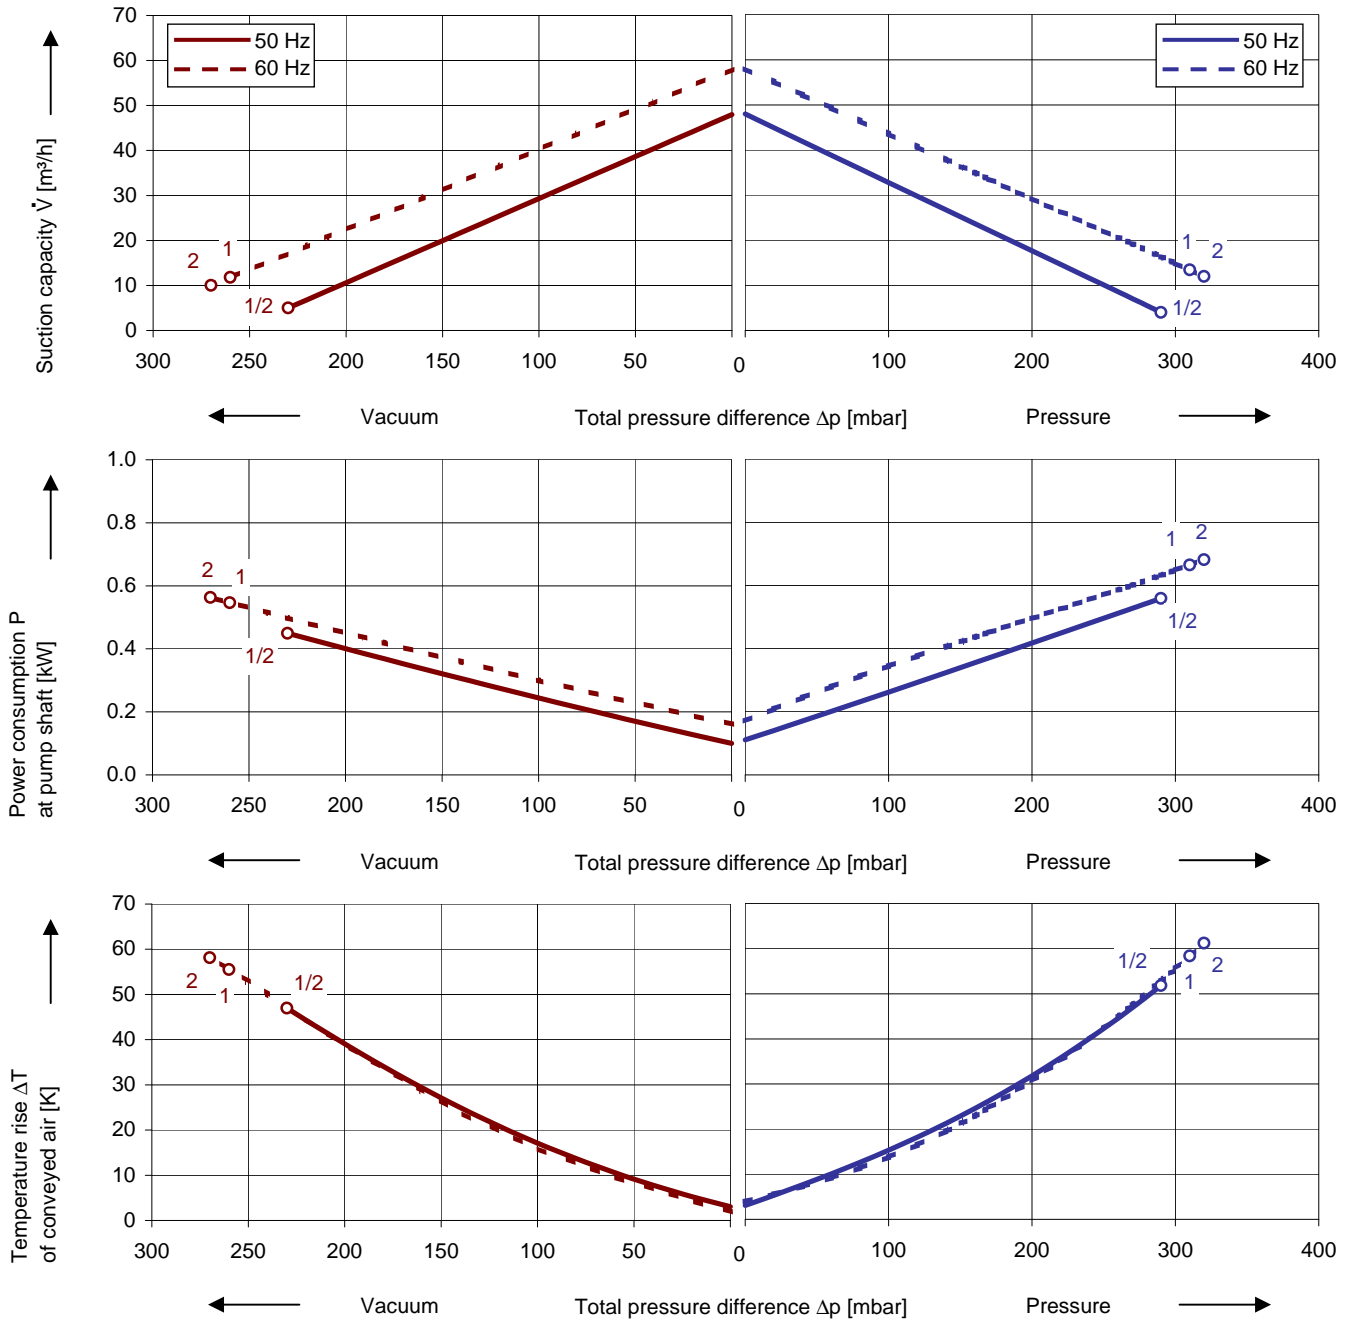 70
60
50
40
30
20
10
0
50 Hz
60 Hz
50 Hz
60 Hz
2
1
1/2
1
2
1/2
300 250 200 150 100 50 0 100 200 300 400
Suction capacity V̇ [m³/h]
Vacuum Total pressure difference Δp [mbar] Pressure
1.0
0.8
0.6
0.4
0.2
0.0
2 1
1/2
1 2
1/2
300 250 200 150 100 50 0 100 200 300 400
Power consumption P
at pump shaft [kW]
Vacuum Total pressure difference Δp [mbar] Pressure
70
60
50
40
30
20
10
0
2
1
1/2
1/2
1
2
300 250 200 150 100 50 0 100 200 300 400
Temperature rise ΔT
of conveyed air [K]
Vacuum Total pressure difference Δp [mbar] Pressure